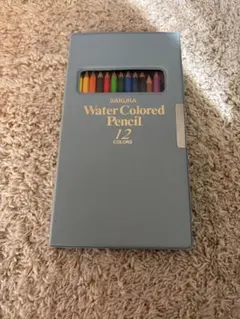 SAKURA
Water Colored
Pencil
12
COLORS